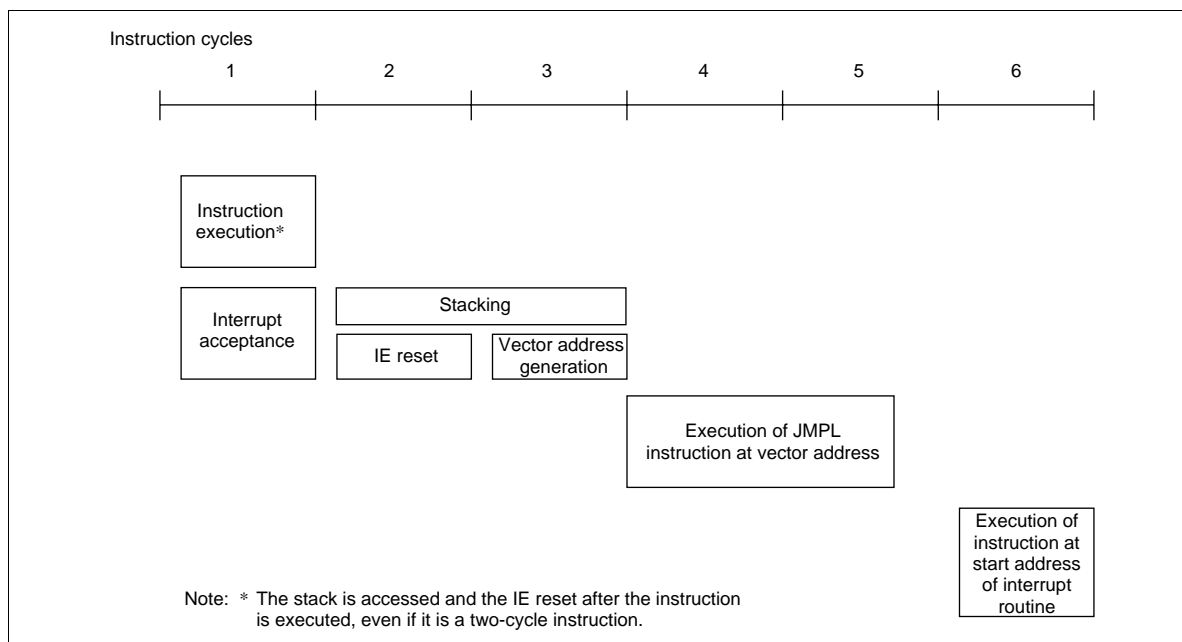 Instruction cycles
1 2 3 4 5 6
Instruction
execution*
Interrupt
acceptance
Stacking
IE reset
Vector address
generation
Execution of JMPL
instruction at vector address
Execution of
instruction at
start address
of interrupt
routine
Note: * The stack is accessed and the IE reset after the instruction
is executed, even if it is a two-cycle instruction.